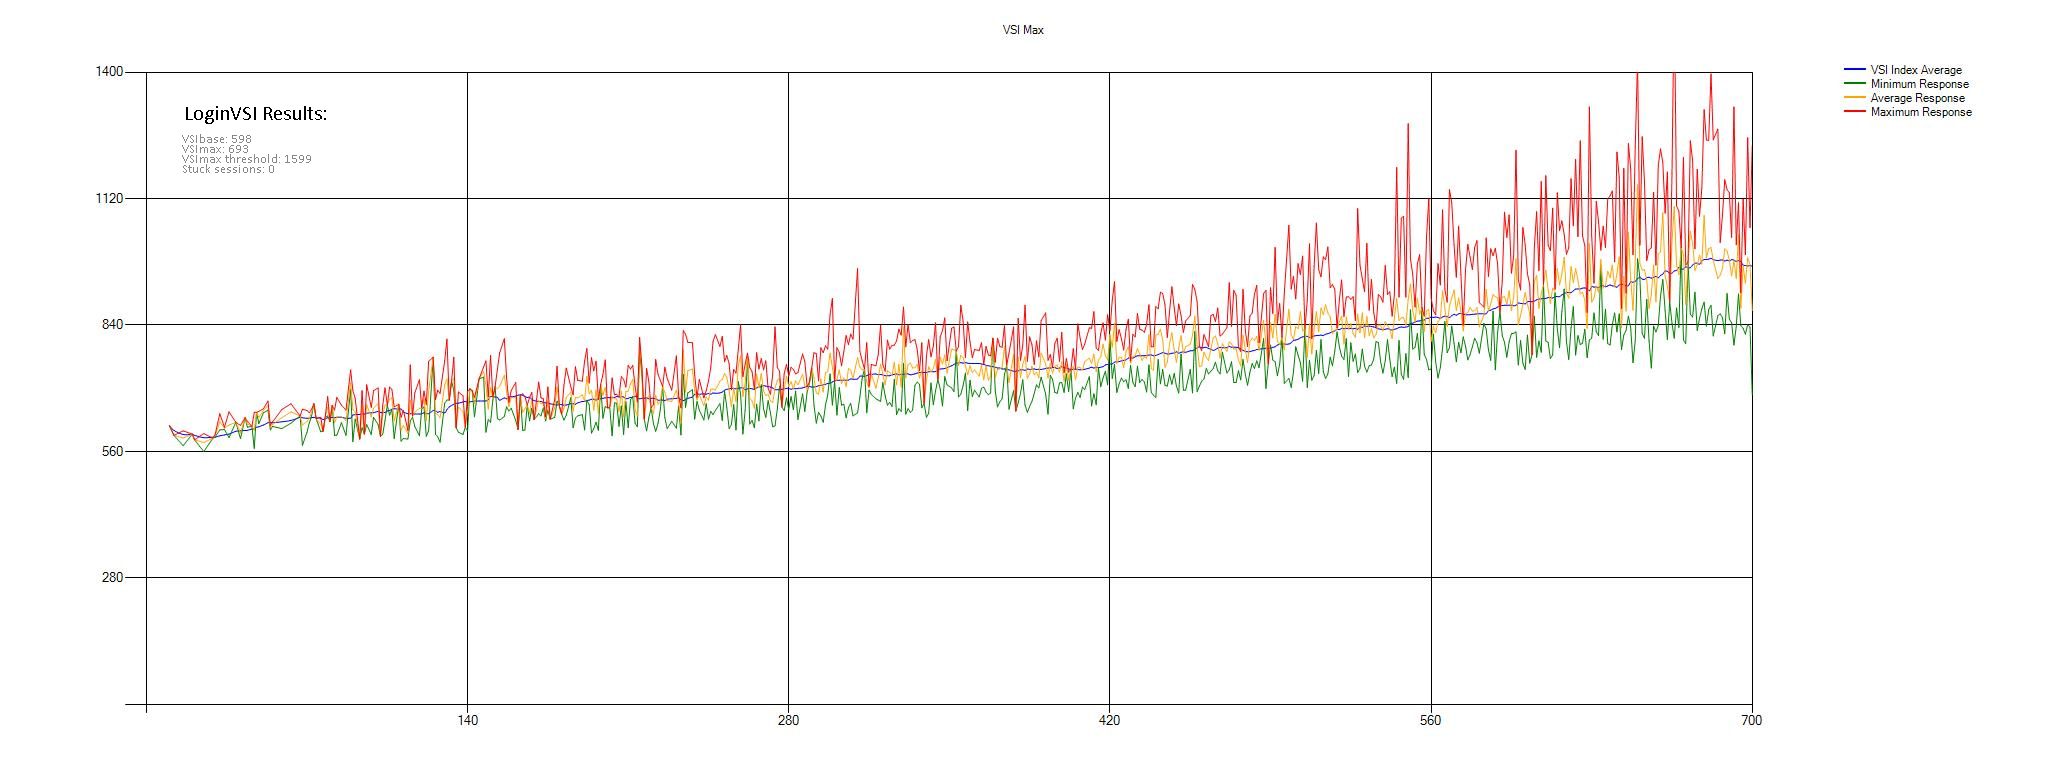 VSI Max
1400
1120
840
560
280
140
280
420
560
700
LoginVSI Results:
VSIbase: 598
VSImax: 693
VSImax threshold: 1599
Stuck sessions: 0
VSI Index Average
Minimum Response
Average Response
Maximum Response